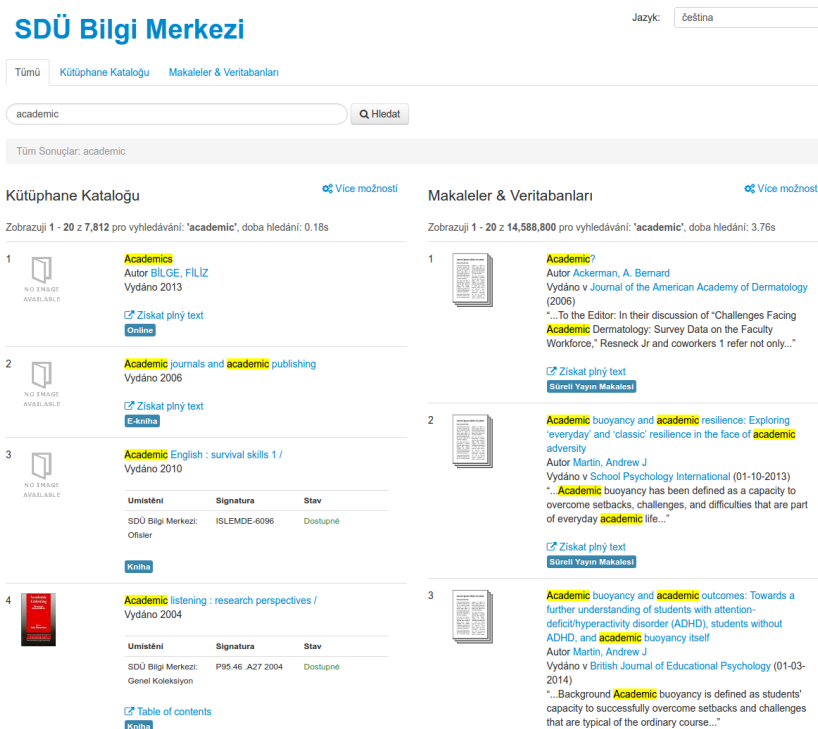 SDÜ Bilgi Merkezi
Jazyk:
čeština
Tümü
Kütüphane Kataloğu
Makaleler & Veritabanları
academic
Hledat
Tüm Sonuçlar: academic
Kütüphane Kataloğu
Více možností
Zobrazuji 1 - 20 z 7,812 pro vyhledávání: 'academic', doba hledání: 0.18s
1
NO IMAGE
AVAILABLE
Academics
Autor BİLGE, FİLİZ
Vydáno 2013
Získat plný text
Online
2
NO IMAGE
AVAILABLE
Academic journals and academic publishing
Vydáno 2006
Získat plný text
E-kniha
3
NO IMAGE
AVAILABLE
Academic English : survival skills 1 /
Vydáno 2010
Umístění Signatura Stav
SDÜ Bilgi Merkezi: ISLEMDE-6096 Dostupné
Ofisler
Kniha
4
Academic listening : research perspectives /
Vydáno 2004
Umístění Signatura Stav
SDÜ Bilgi Merkezi: P95.46 .A27 2004 Dostupné
Genel Koleksiyon
Table of contents
Kniha
Makaleler & Veritabanları
Více možnost
Zobrazuji 1 - 20 z 14,588,800 pro vyhledávání: 'academic', doba hledání: 3.76s
1
Academic?
Autor Ackerman, A. Bernard
Vydáno v Journal of the American Academy of Dermatology
(2006)
“...To the Editor: In their discussion of “Challenges Facing
Academic Dermatology: Survey Data on the Faculty
Workforce,” Resneck Jr and coworkers 1 refer not only...”
Získat plný text
Süreli Yayın Makalesi
2
Academic buoyancy and academic resilience: Exploring
‘everyday’ and ‘classic’ resilience in the face of academic
adversity
Autor Martin, Andrew J
Vydáno v School Psychology International (01-10-2013)
“...Academic buoyancy has been defined as a capacity to
overcome setbacks, challenges, and difficulties that are part
of everyday academic life...”
Získat plný text
Süreli Yayın Makalesi
3
Academic buoyancy and academic outcomes: Towards a
further understanding of students with attention-
deficit/hyperactivity disorder (ADHD), students without
ADHD, and academic buoyancy itself
Autor Martin, Andrew J
Vydáno v British Journal of Educational Psychology (01-03-
2014)
“...Background Academic buoyancy is defined as students'
capacity to successfully overcome setbacks and challenges
that are typical of the ordinary course...”